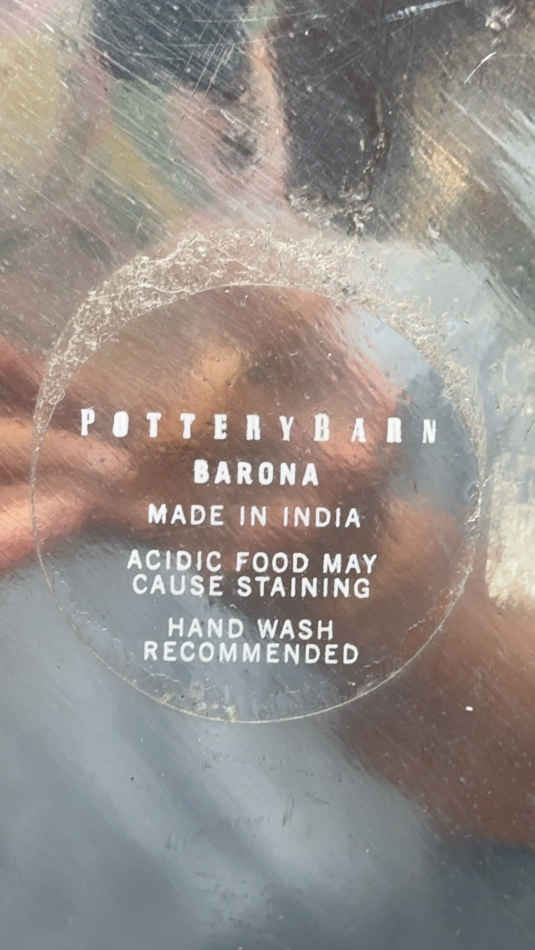 POTTERYBARN
BARONA
MADE IN INDIA
ACIDIC FOOD MAY
CAUSE STAINING
HAND WASH
RECOMMENDED